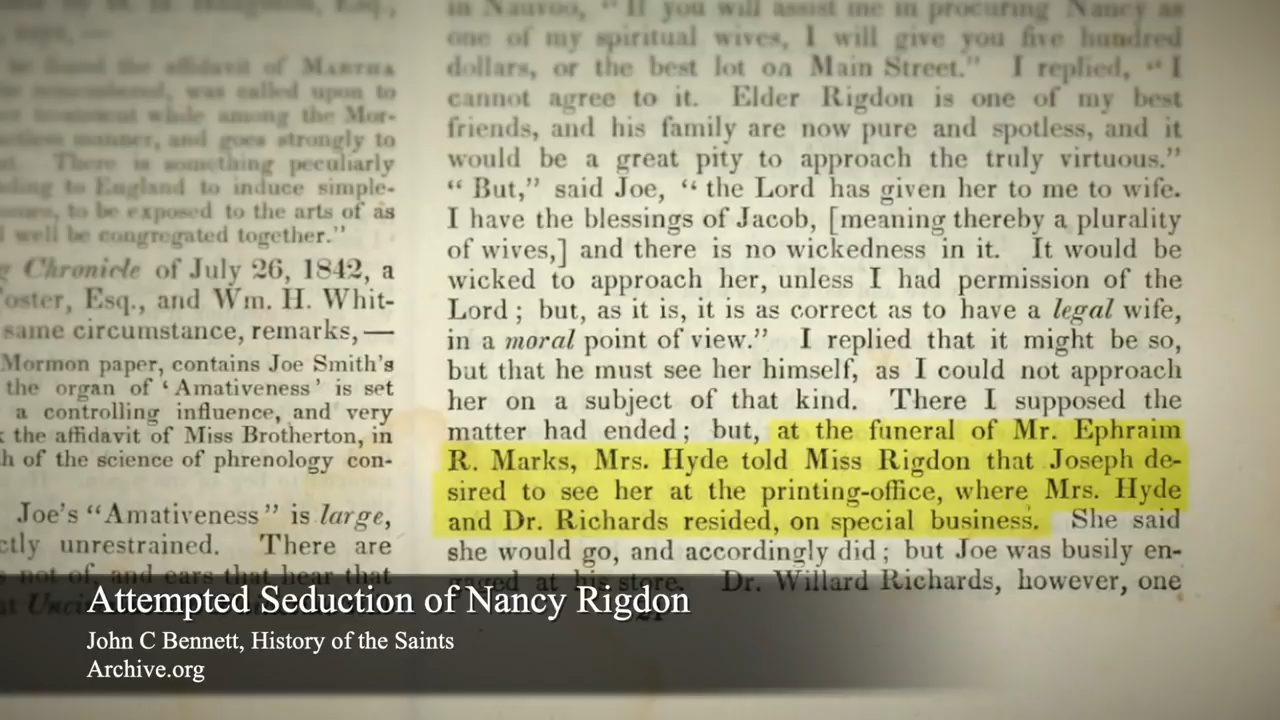 in Nauvoo, "If you will assist me in procuring Nancy as
one of my spiritual wives, I will give you five hundred
dollars, or the best lot on Main Street." I replied, "I
cannot agree to it. Elder Rigdon is one of my best
friends, and his family are now pure and spotless, and it
would be a great pity to approach the truly virtuous."
"But," said Joe, "the Lord has given her to me to wife.
I have the blessings of Jacob, [meaning thereby a plurality
of wives,] and there is no wickedness in it. It would be
wicked to approach her, unless I had permission of the
Lord; but, as it is, it is as correct as to have a legal wife,
in a moral point of view." I replied that it might be so,
but that he must see her himself, as I could not approach
her on a subject of that kind. There I supposed the
matter had ended; but, at the funeral of Mr. Ephraim
R. Marks, Mrs. Hyde told Miss Rigdon that Joseph de-
sired to see her at the printing-office, where Mrs. Hyde
and Dr. Richards resided, on special business. She said
she would go, and accordingly did; but Joe was busily en-
gaged at his store. Dr. Willard Richards, however, one
be found the affidavit of MARTHA
remembered, was called upon to
while among the Mor-
manner, and goes strongly to
There is something peculiarly
to England to induce simple-
to be exposed to the arts of as
well be congregated together."
Chronicle of July 26, 1842, a
Esq., and Wm. H. Whit-
same circumstance, remarks,—
Mormon paper, contains Joe Smith's
the organ of 'Amativeness' is set
a controlling influence, and very
the affidavit of Miss Brotherton, in
of the science of phrenology con-
Joe's "Amativeness" is large,
unrestrained. There are
not of, and ears that hear that
Attempted Seduction of Nancy Rigdon
John C Bennett, History of the Saints
Archive.org